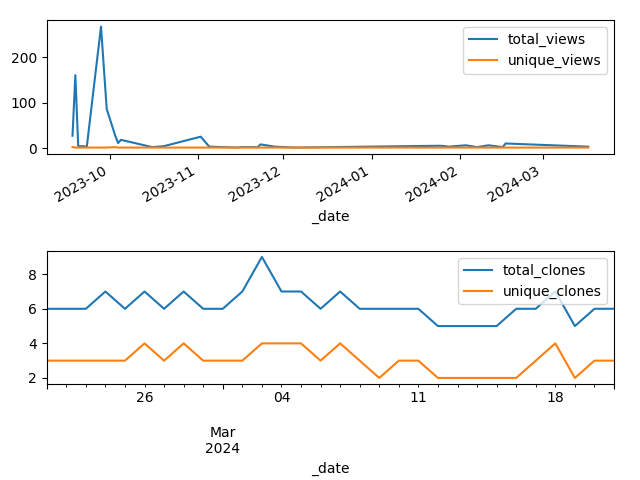 total_views
unique_views
200
100
0
2023-10
2023-11
2023-12
2024-01
2024-02
2024-03
_date
total_clones
unique_clones
8
6
4
2
26
04
11
18
Mar
2024
_date